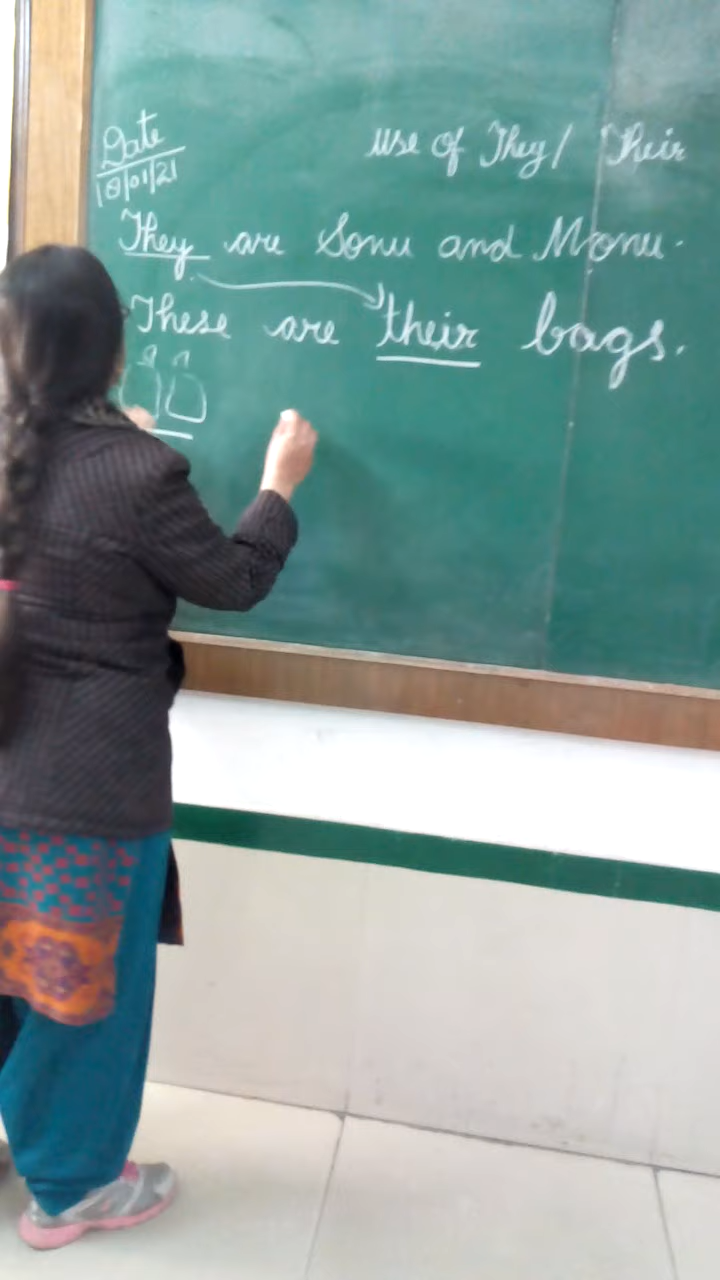 Date
18/01/21
use of They/ Their
They are Sonu and Monu.
These are their bags.